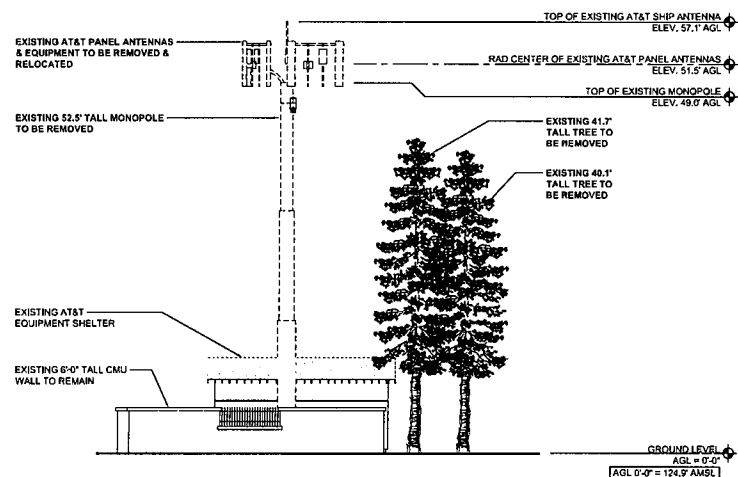 TOP OF EXISTING AT&T SHIP ANTENNA
ELEV. 57.1' AGL
EXISTING AT&T PANEL ANTENNAS
& EQUIPMENT TO BE REMOVED &
RELOCATED
RAD CENTER OF EXISTING AT&T PANEL ANTENNAS
ELEV. 51.5' AGL
TOP OF EXISTING MONOPOLE
ELEV. 49.0' AGL
EXISTING 52.5' TALL MONOPOLE
TO BE REMOVED
EXISTING 41.7'
TALL TREE TO
BE REMOVED
EXISTING 40.1'
TALL TREE TO
BE REMOVED
EXISTING AT&T
EQUIPMENT SHELTER
EXISTING 6'-0" TALL CMU
WALL TO REMAIN
GROUND LEVEL
AGL = 0'-0"
AGL 0'-0" = 124.9' AMSL